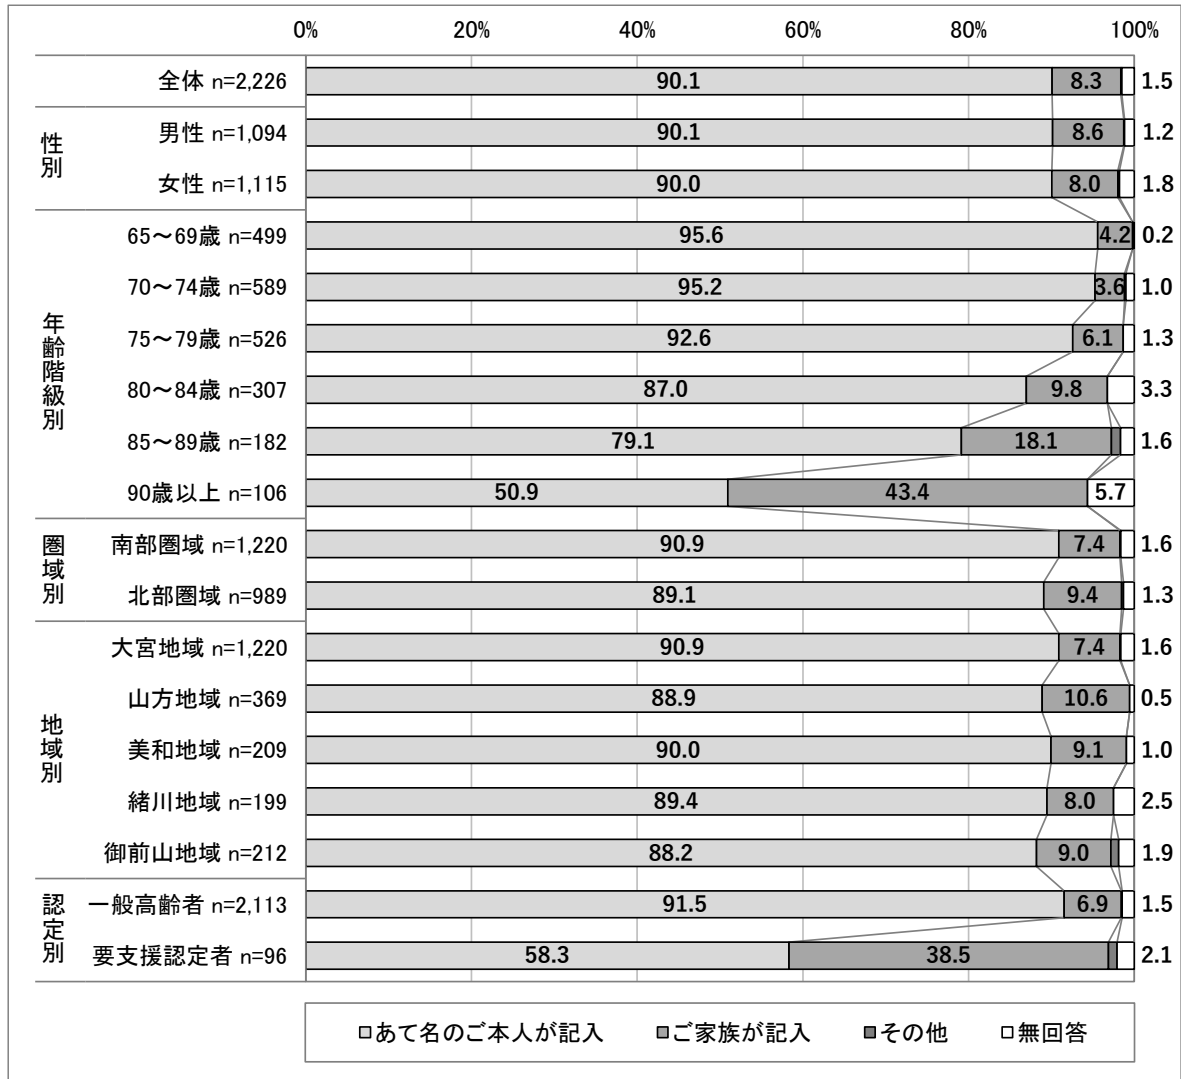 0% 20% 40% 60% 80% 100%
全体 n=2,226 90.1 8.3 1.5
性別
男性 n=1,094 90.1 8.6 1.2
女性 n=1,115 90.0 8.0 1.8
年齢階級別
65～69歳 n=499 95.6 4.2 0.2
70～74歳 n=589 95.2 3.6 1.0
75～79歳 n=526 92.6 6.1 1.3
80～84歳 n=307 87.0 9.8 3.3
85～89歳 n=182 79.1 18.1 1.6
90歳以上 n=106 50.9 43.4 5.7
圏域別
南部圏域 n=1,220 90.9 7.4 1.6
北部圏域 n=989 89.1 9.4 1.3
地域別
大宮地域 n=1,220 90.9 7.4 1.6
山方地域 n=369 88.9 10.6 0.5
美和地域 n=209 90.0 9.1 1.0
緒川地域 n=199 89.4 8.0 2.5
御前山地域 n=212 88.2 9.0 1.9
認定別
一般高齢者 n=2,113 91.5 6.9 1.5
要支援認定者 n=96 58.3 38.5 2.1
あて名のご本人が記入 ご家族が記入 その他 無回答